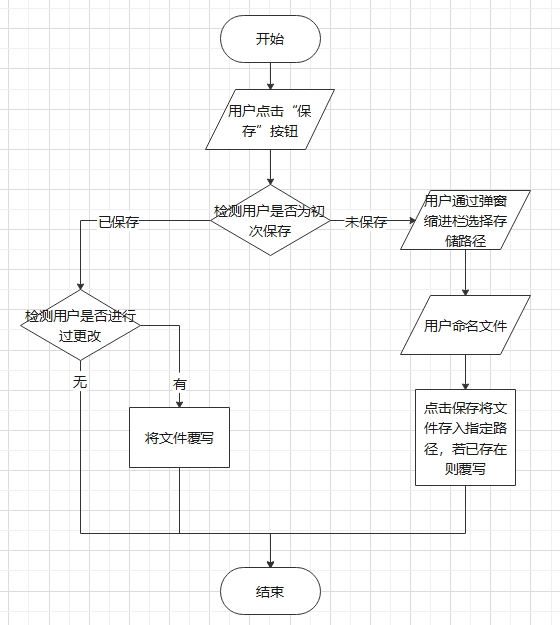 开始
用户点击“保
存”按钮
检测用户是否为初
次保存
已保存
未保存
用户通过弹窗
缩进栏选择存
储路径
检测用户是否进行
过更改
用户命名文件
无
有
将文件覆写
点击保存将文
件存入指定路
径，若已存在
则覆写
结束